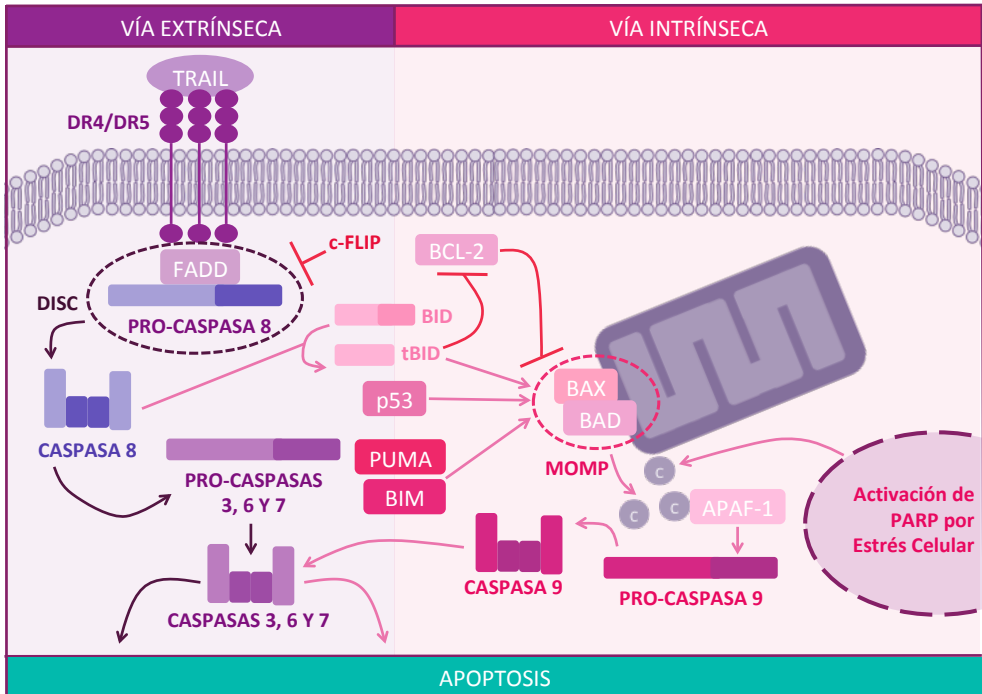 VÍA EXTRÍNSECA
VÍA INTRÍNSECA
TRAIL
DR4/DR5
c-FLIP
BCL-2
FADD
DISC
PRO-CASPASA 8
BID
tBID
BAX
BAD
p53
CASPASA 8
PUMA
BIM
MOMP
PRO-CASPASAS
3, 6 Y 7
c
c
c
APAF-1
Activación de
PARP por
Estrés Celular
CASPASA 9
PRO-CASPASA 9
CASPASAS 3, 6 Y 7
APOPTOSIS